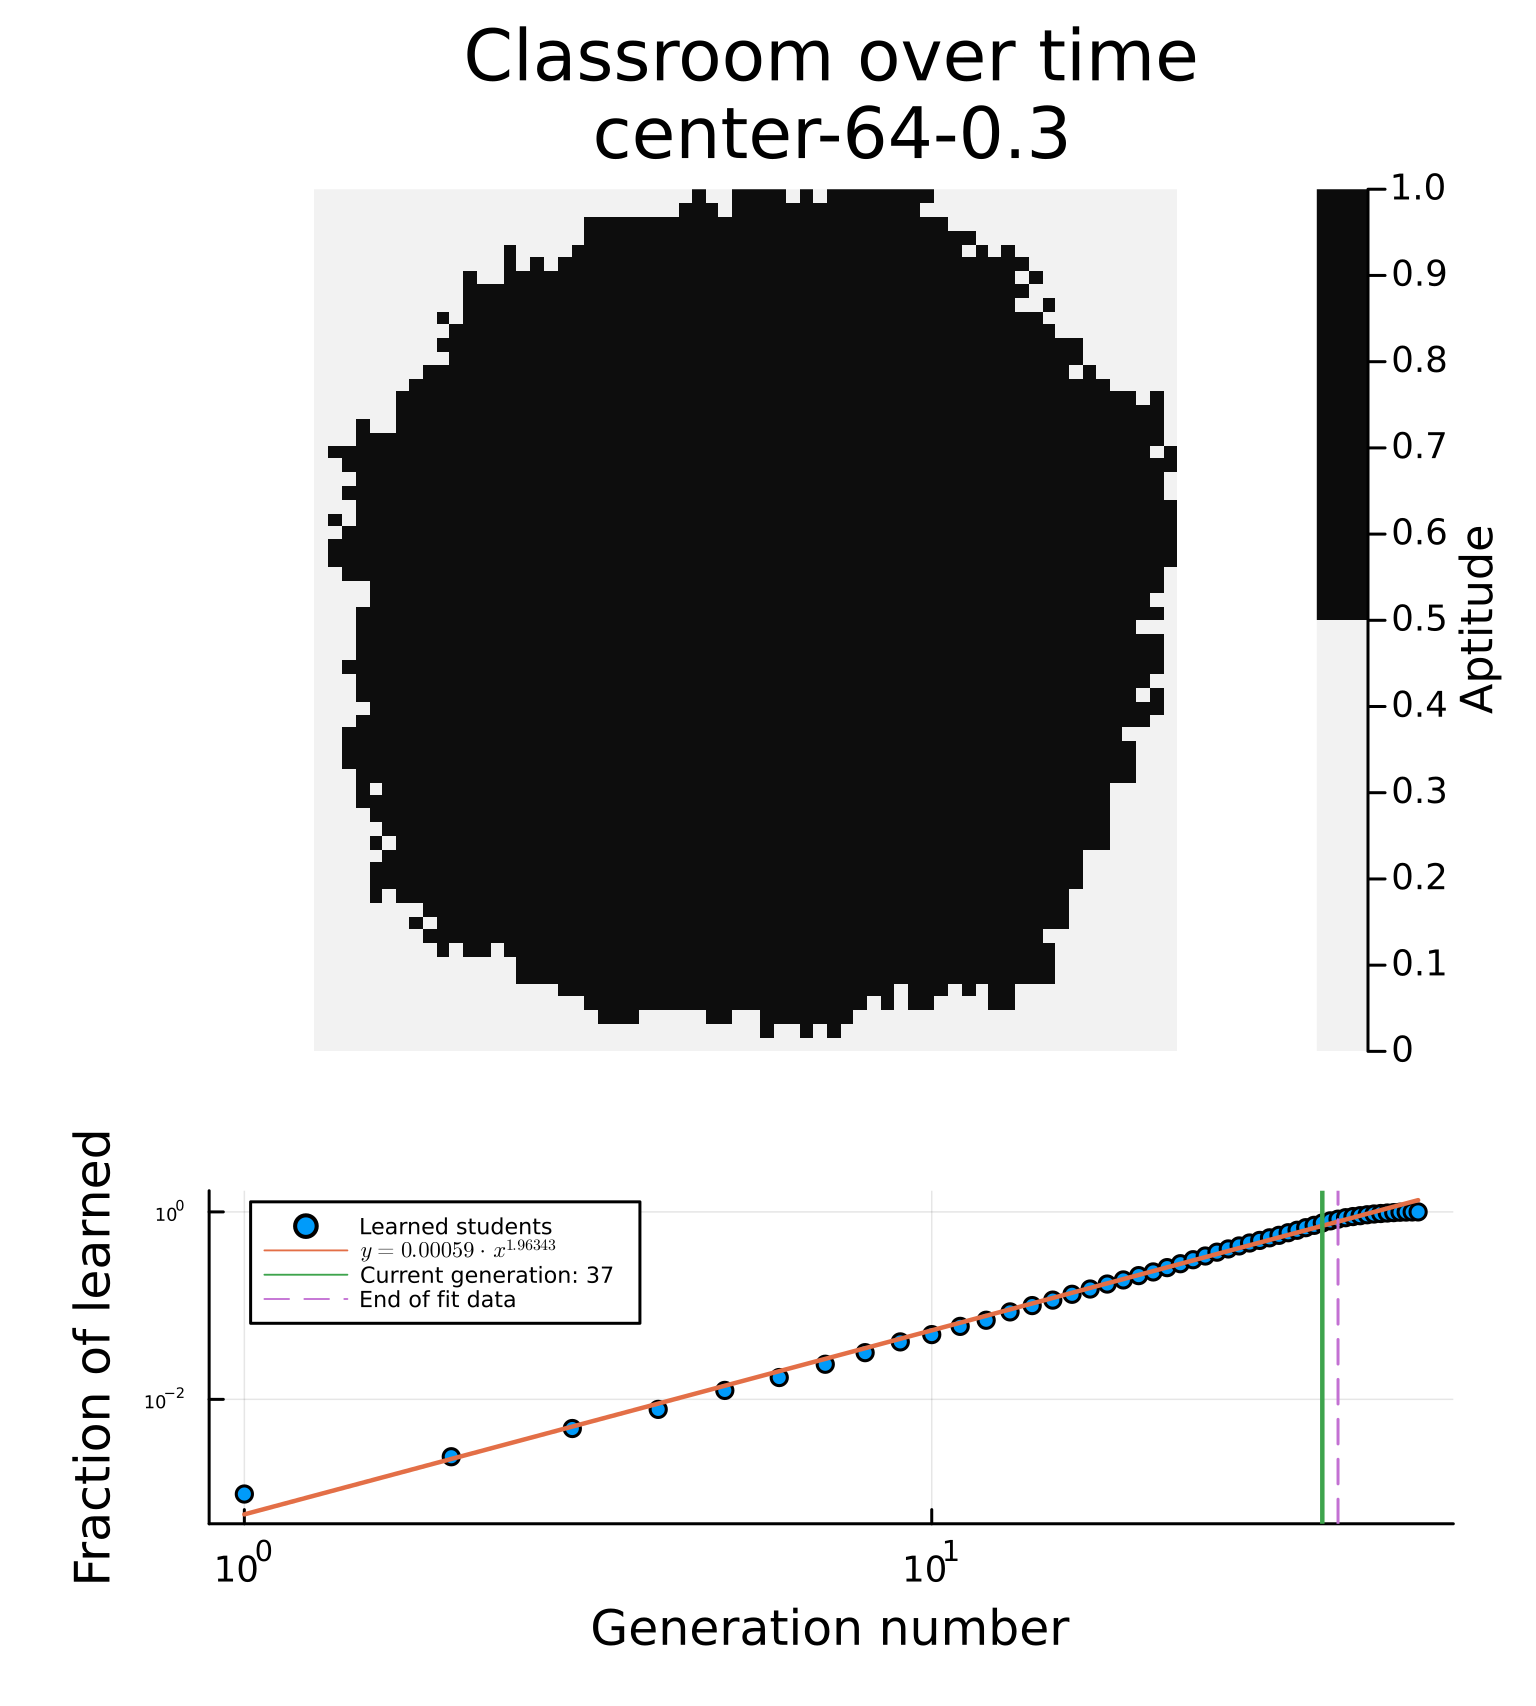 Classroom over time
center-64-0.3
1.0
0.9
0.8
0.7
0.6
0.5
0.4
0.3
0.2
0.1
0
Aptitude
Fraction of learned
10⁰
10⁻²
Learned students
y = 0.00059 · x^1.96343
Current generation: 37
End of fit data
10⁰
10¹
Generation number